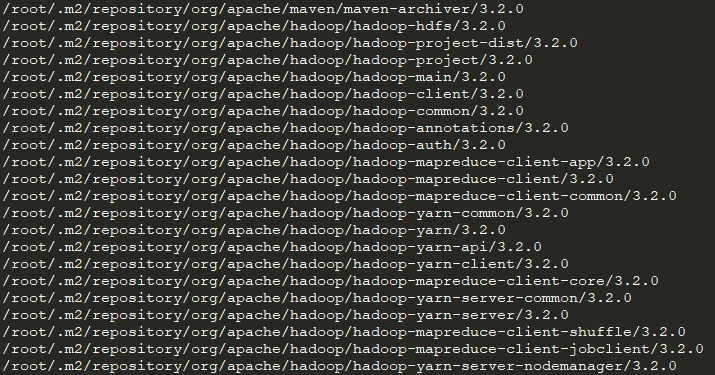 /root/.m2/repository/org/apache/maven/maven-archiver/3.2.0
/root/.m2/repository/org/apache/hadoop/hadoop-hdfs/3.2.0
/root/.m2/repository/org/apache/hadoop/hadoop-project-dist/3.2.0
/root/.m2/repository/org/apache/hadoop/hadoop-project/3.2.0
/root/.m2/repository/org/apache/hadoop/hadoop-main/3.2.0
/root/.m2/repository/org/apache/hadoop/hadoop-client/3.2.0
/root/.m2/repository/org/apache/hadoop/hadoop-common/3.2.0
/root/.m2/repository/org/apache/hadoop/hadoop-annotations/3.2.0
/root/.m2/repository/org/apache/hadoop/hadoop-auth/3.2.0
/root/.m2/repository/org/apache/hadoop/hadoop-mapreduce-client-app/3.2.0
/root/.m2/repository/org/apache/hadoop/hadoop-mapreduce-client/3.2.0
/root/.m2/repository/org/apache/hadoop/hadoop-mapreduce-client-common/3.2.0
/root/.m2/repository/org/apache/hadoop/hadoop-yarn-common/3.2.0
/root/.m2/repository/org/apache/hadoop/hadoop-yarn/3.2.0
/root/.m2/repository/org/apache/hadoop/hadoop-yarn-api/3.2.0
/root/.m2/repository/org/apache/hadoop/hadoop-yarn-client/3.2.0
/root/.m2/repository/org/apache/hadoop/hadoop-mapreduce-client-core/3.2.0
/root/.m2/repository/org/apache/hadoop/hadoop-yarn-server-common/3.2.0
/root/.m2/repository/org/apache/hadoop/hadoop-yarn-server/3.2.0
/root/.m2/repository/org/apache/hadoop/hadoop-mapreduce-client-shuffle/3.2.0
/root/.m2/repository/org/apache/hadoop/hadoop-mapreduce-client-jobclient/3.2.0
/root/.m2/repository/org/apache/hadoop/hadoop-yarn-server-nodemanager/3.2.0